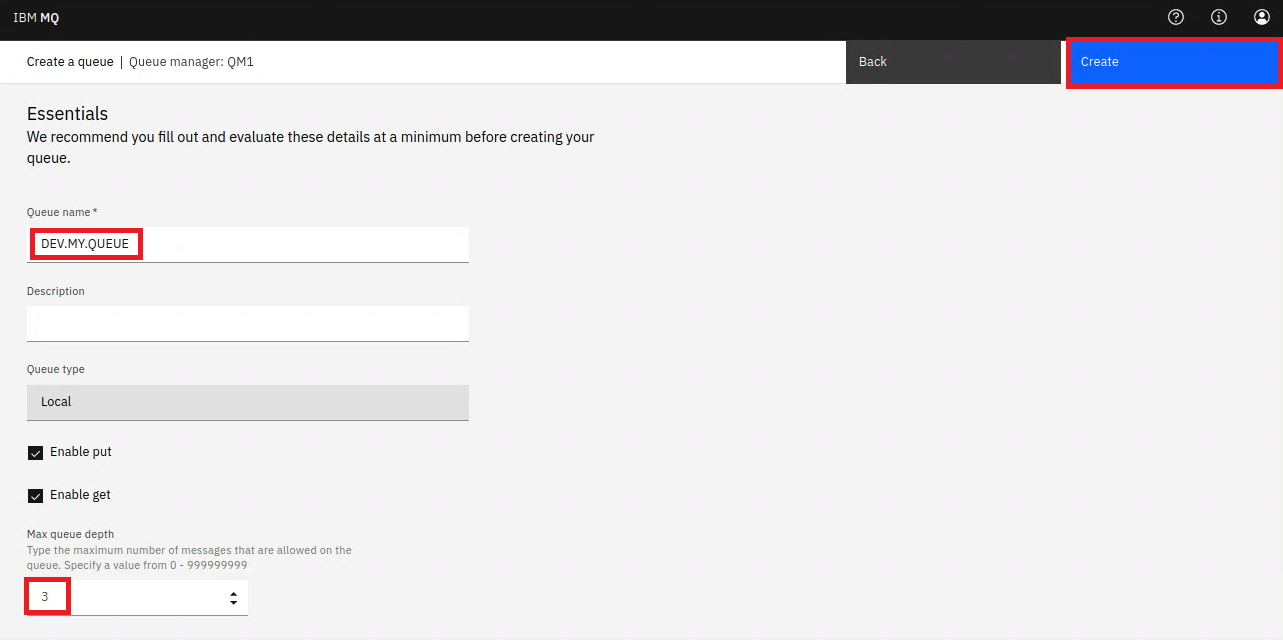 IBM MQ
Create a queue | Queue manager: QM1
Back
Create
Essentials
We recommend you fill out and evaluate these details at a minimum before creating your
queue.
Queue name *
DEV.MY.QUEUE
Description
Queue type
Local
Enable put
Enable get
Max queue depth
Type the maximum number of messages that are allowed on the
queue. Specify a value from 0 - 999999999
3